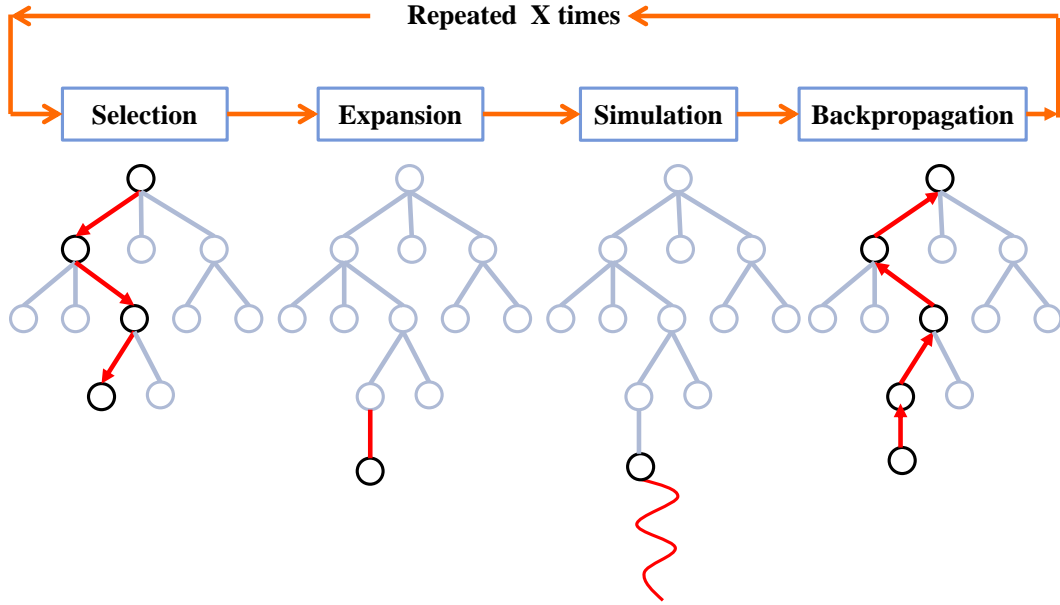 Repeated X times
Selection
Expansion
Simulation
Backpropagation